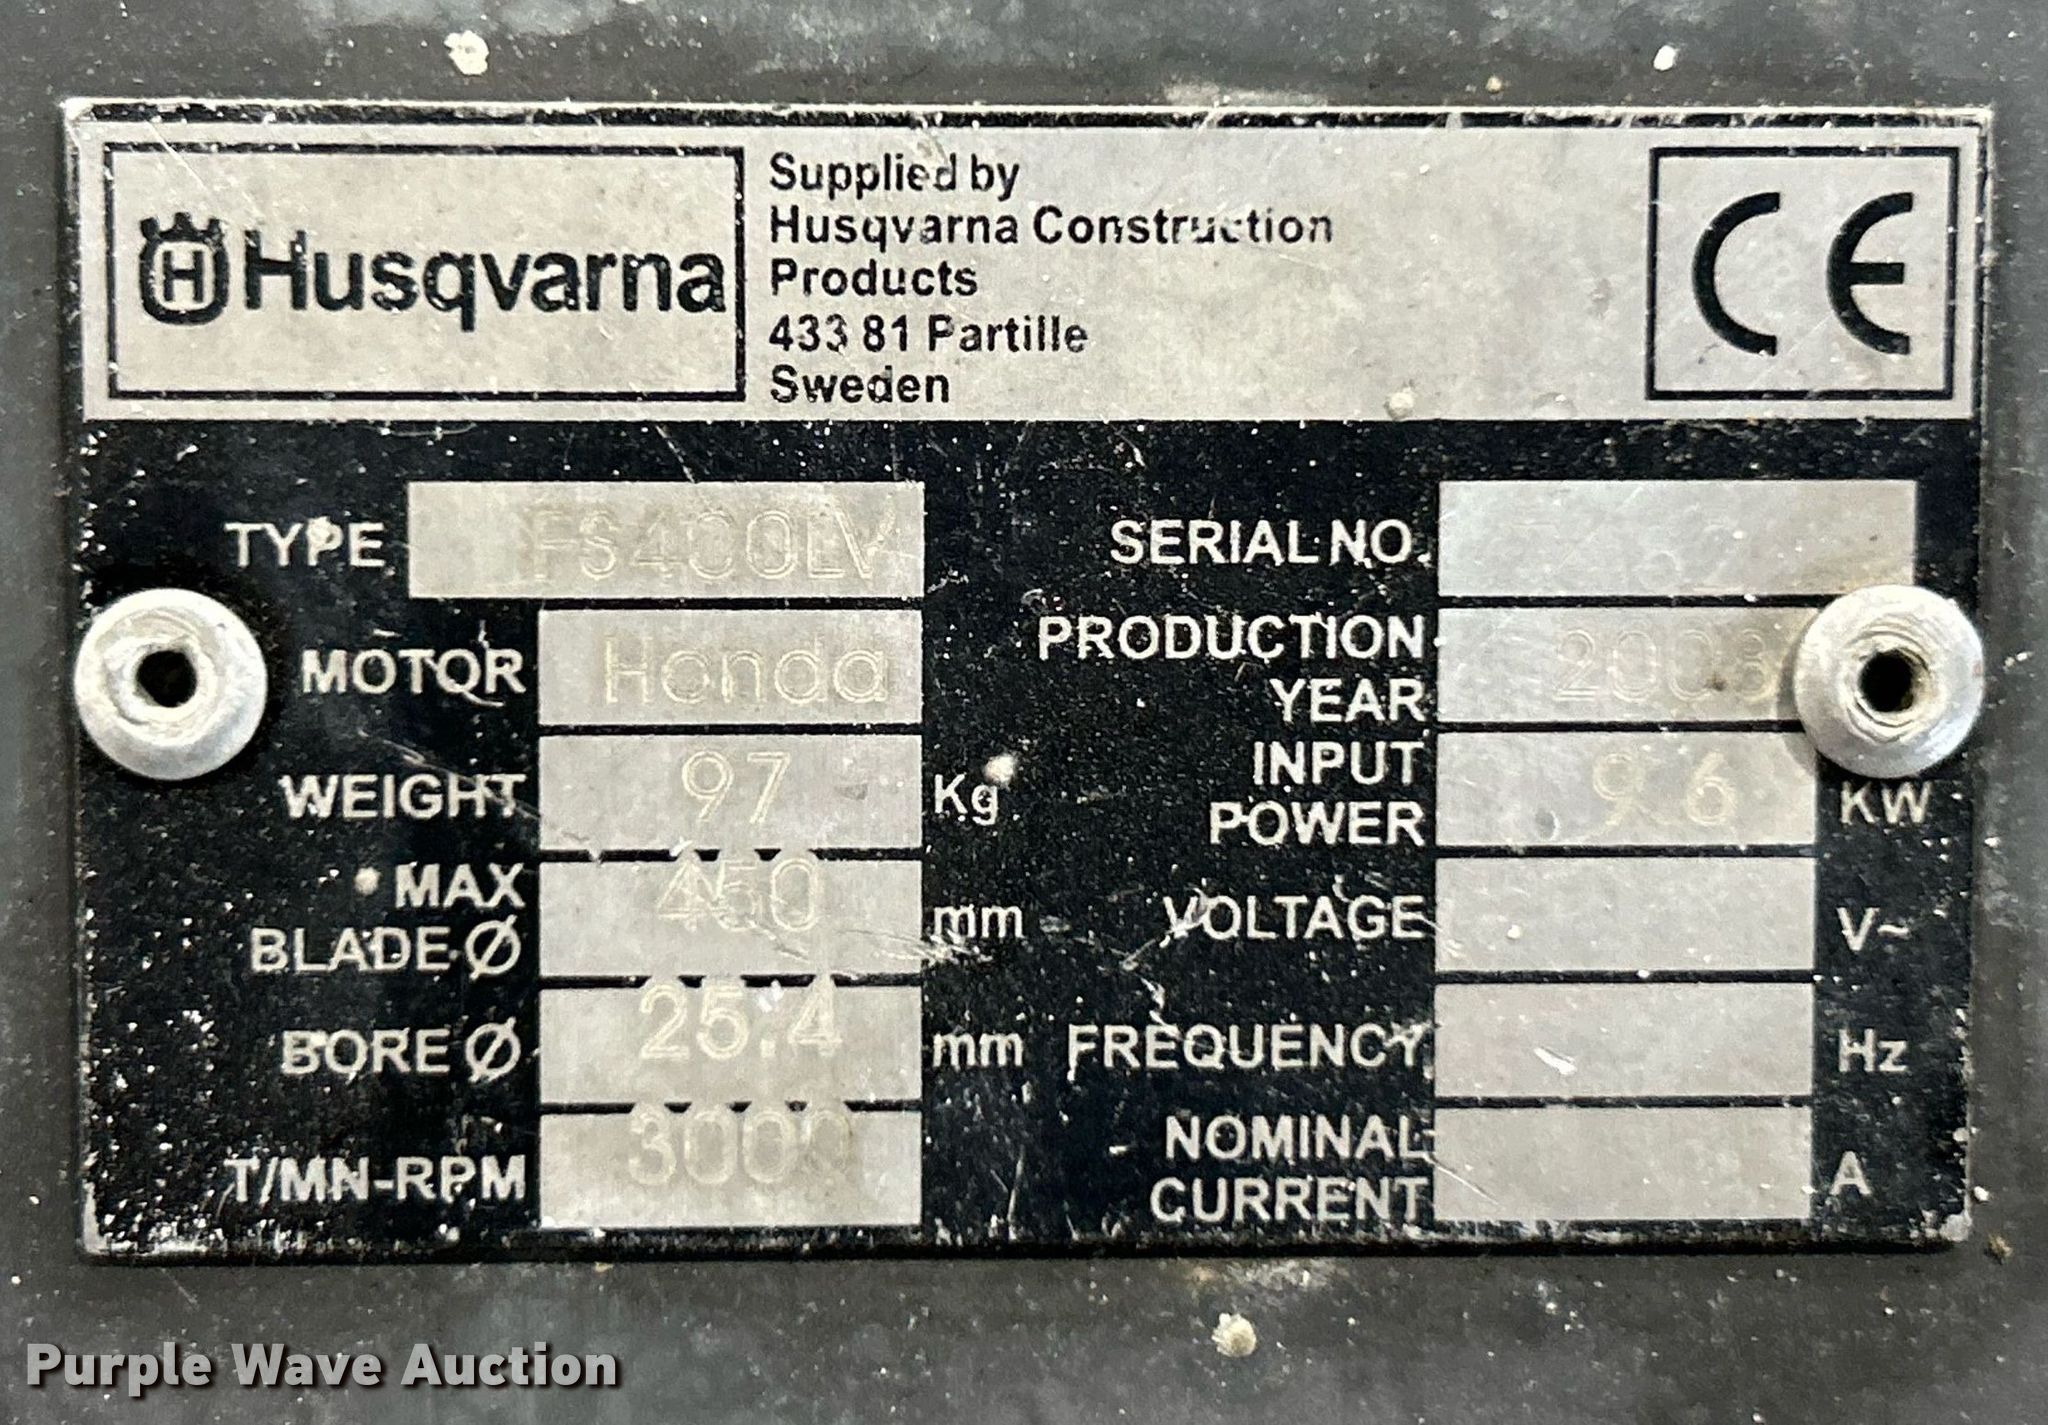 Husqvarna
Supplied by
Husqvarna Construction
Products
433 81 Partille
Sweden
CE
TYPE FS400LV
MOTOR Honda
WEIGHT 97 Kg
MAX
BLADE Ø 450 mm
BORE Ø 25.4 mm
T/MN-RPM 3000
SERIAL NO.
PRODUCTION
YEAR 2008
INPUT
POWER 9.6 KW
VOLTAGE V~
FREQUENCY Hz
NOMINAL
CURRENT A
Purple Wave Auction